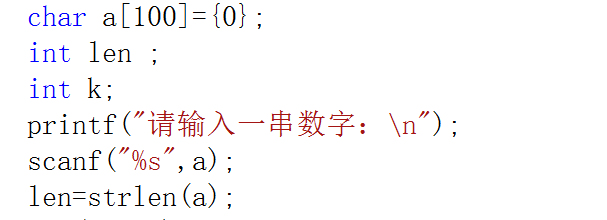 char a[100]={0};
int len ;
int k;
printf("请输入一串数字: \n");
scanf("%s",a);
len=strlen(a);